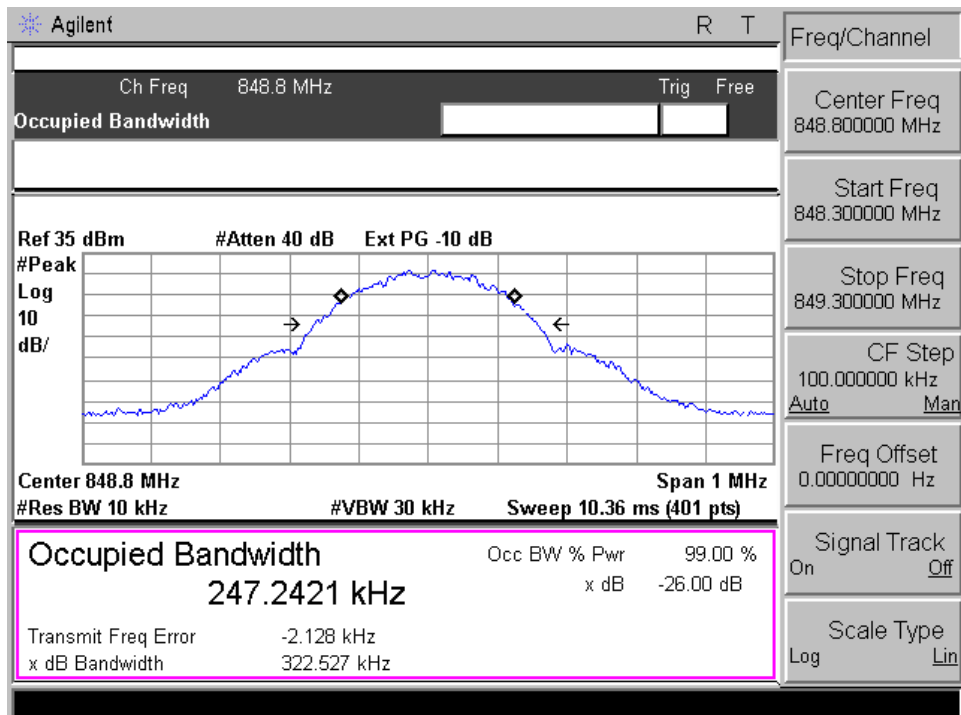 Agilent R T
Ch Freq 848.8 MHz Trig Free
Occupied Bandwidth
Ref 35 dBm #Atten 40 dB Ext PG -10 dB
#Peak
Log
10
dB/
Center 848.8 MHz Span 1 MHz
#Res BW 10 kHz #VBW 30 kHz Sweep 10.36 ms (401 pts)
Occupied Bandwidth Occ BW % Pwr 99.00 %
247.2421 kHz x dB -26.00 dB
Transmit Freq Error -2.128 kHz
x dB Bandwidth 322.527 kHz
Freq/Channel
Center Freq
848.800000 MHz
Start Freq
848.300000 MHz
Stop Freq
849.300000 MHz
CF Step
100.000000 kHz
Auto Man
Freq Offset
0.00000000 Hz
Signal Track
On Off
Scale Type
Log Lin